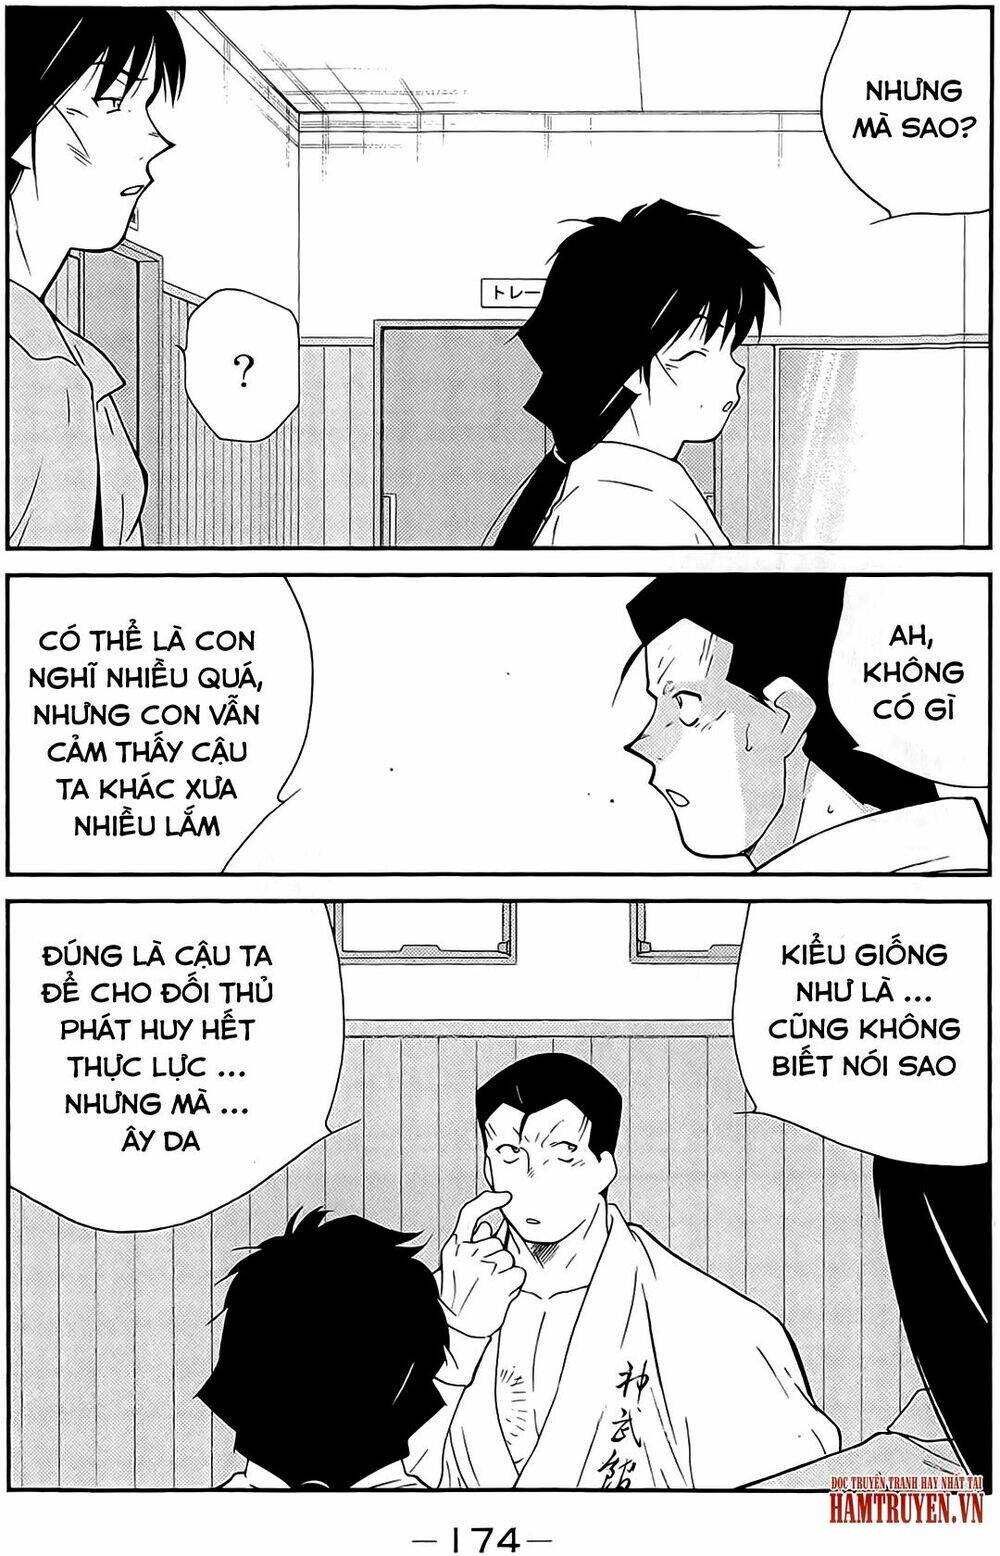 NHƯNG
MÀ SAO?
トレー
?
AH,
KHÔNG
CÓ GÌ
CÓ THỂ LÀ CON
NGHĨ NHIỀU QUÁ,
NHƯNG CON VẪN
CẢM THẤY CẬU
TA KHÁC XƯA
NHIỀU LẮM
KIỂU GIỐNG
NHƯ LÀ ...
CŨNG KHÔNG
BIẾT NÓI SAO
ĐÚNG LÀ CẬU TA
ĐỂ CHO ĐỐI THỦ
PHÁT HUY HẾT
THỰC LỰC ...
NHƯNG MÀ ...
ÂY DA
神武館
ĐỌC TRUYỆN TRANH HAY NHẤT TẠI
HAMTRUYEN.VN
—174—